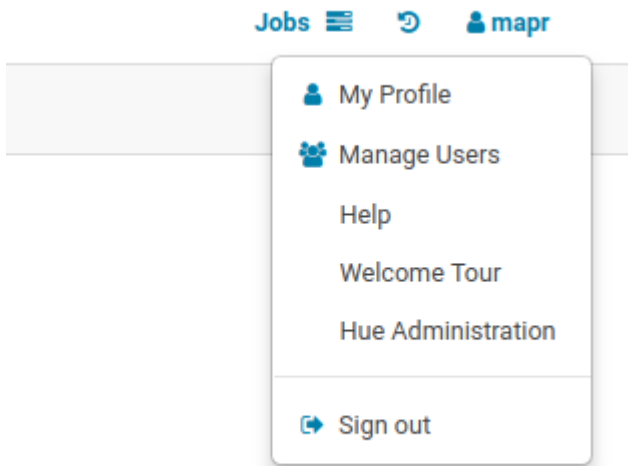 Jobs mapr
My Profile
Manage Users
Help
Welcome Tour
Hue Administration
Sign out